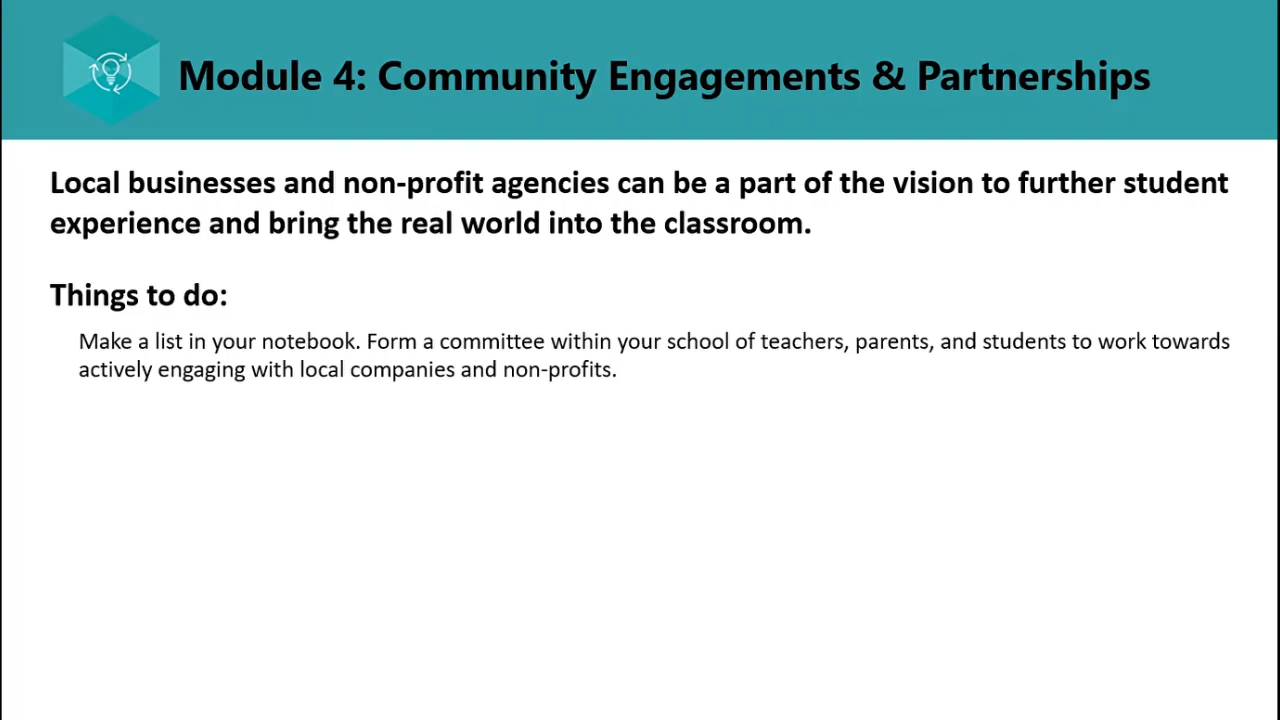 Module 4: Community Engagements & Partnerships
Local businesses and non-profit agencies can be a part of the vision to further student
experience and bring the real world into the classroom.
Things to do:
Make a list in your notebook. Form a committee within your school of teachers, parents, and students to work towards
actively engaging with local companies and non-profits.